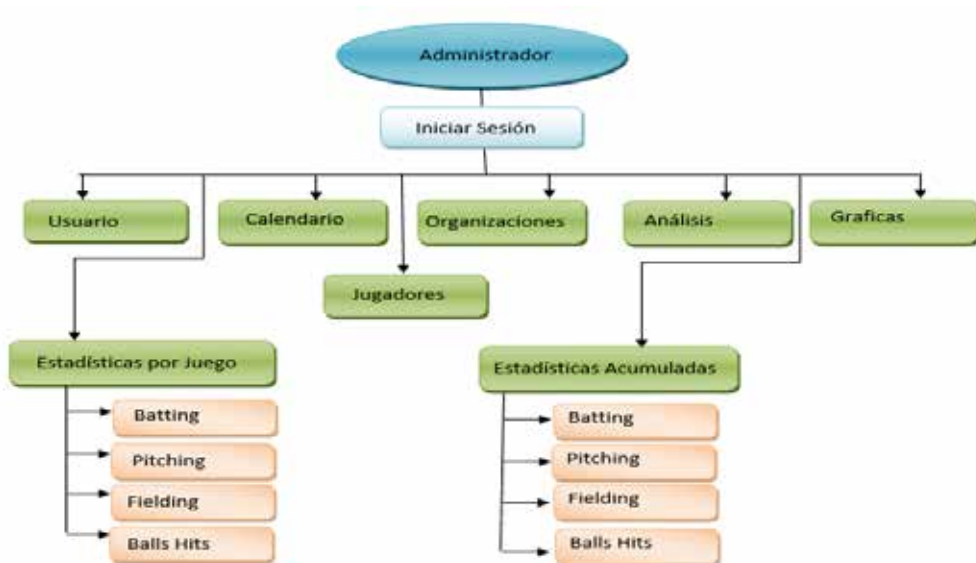 Administrador
Iniciar Sesión
Usuario
Calendario
Organizaciones
Análisis
Graficas
Jugadores
Estadísticas por Juego
Batting
Pitching
Fielding
Balls Hits
Estadísticas Acumuladas
Batting
Pitching
Fielding
Balls Hits